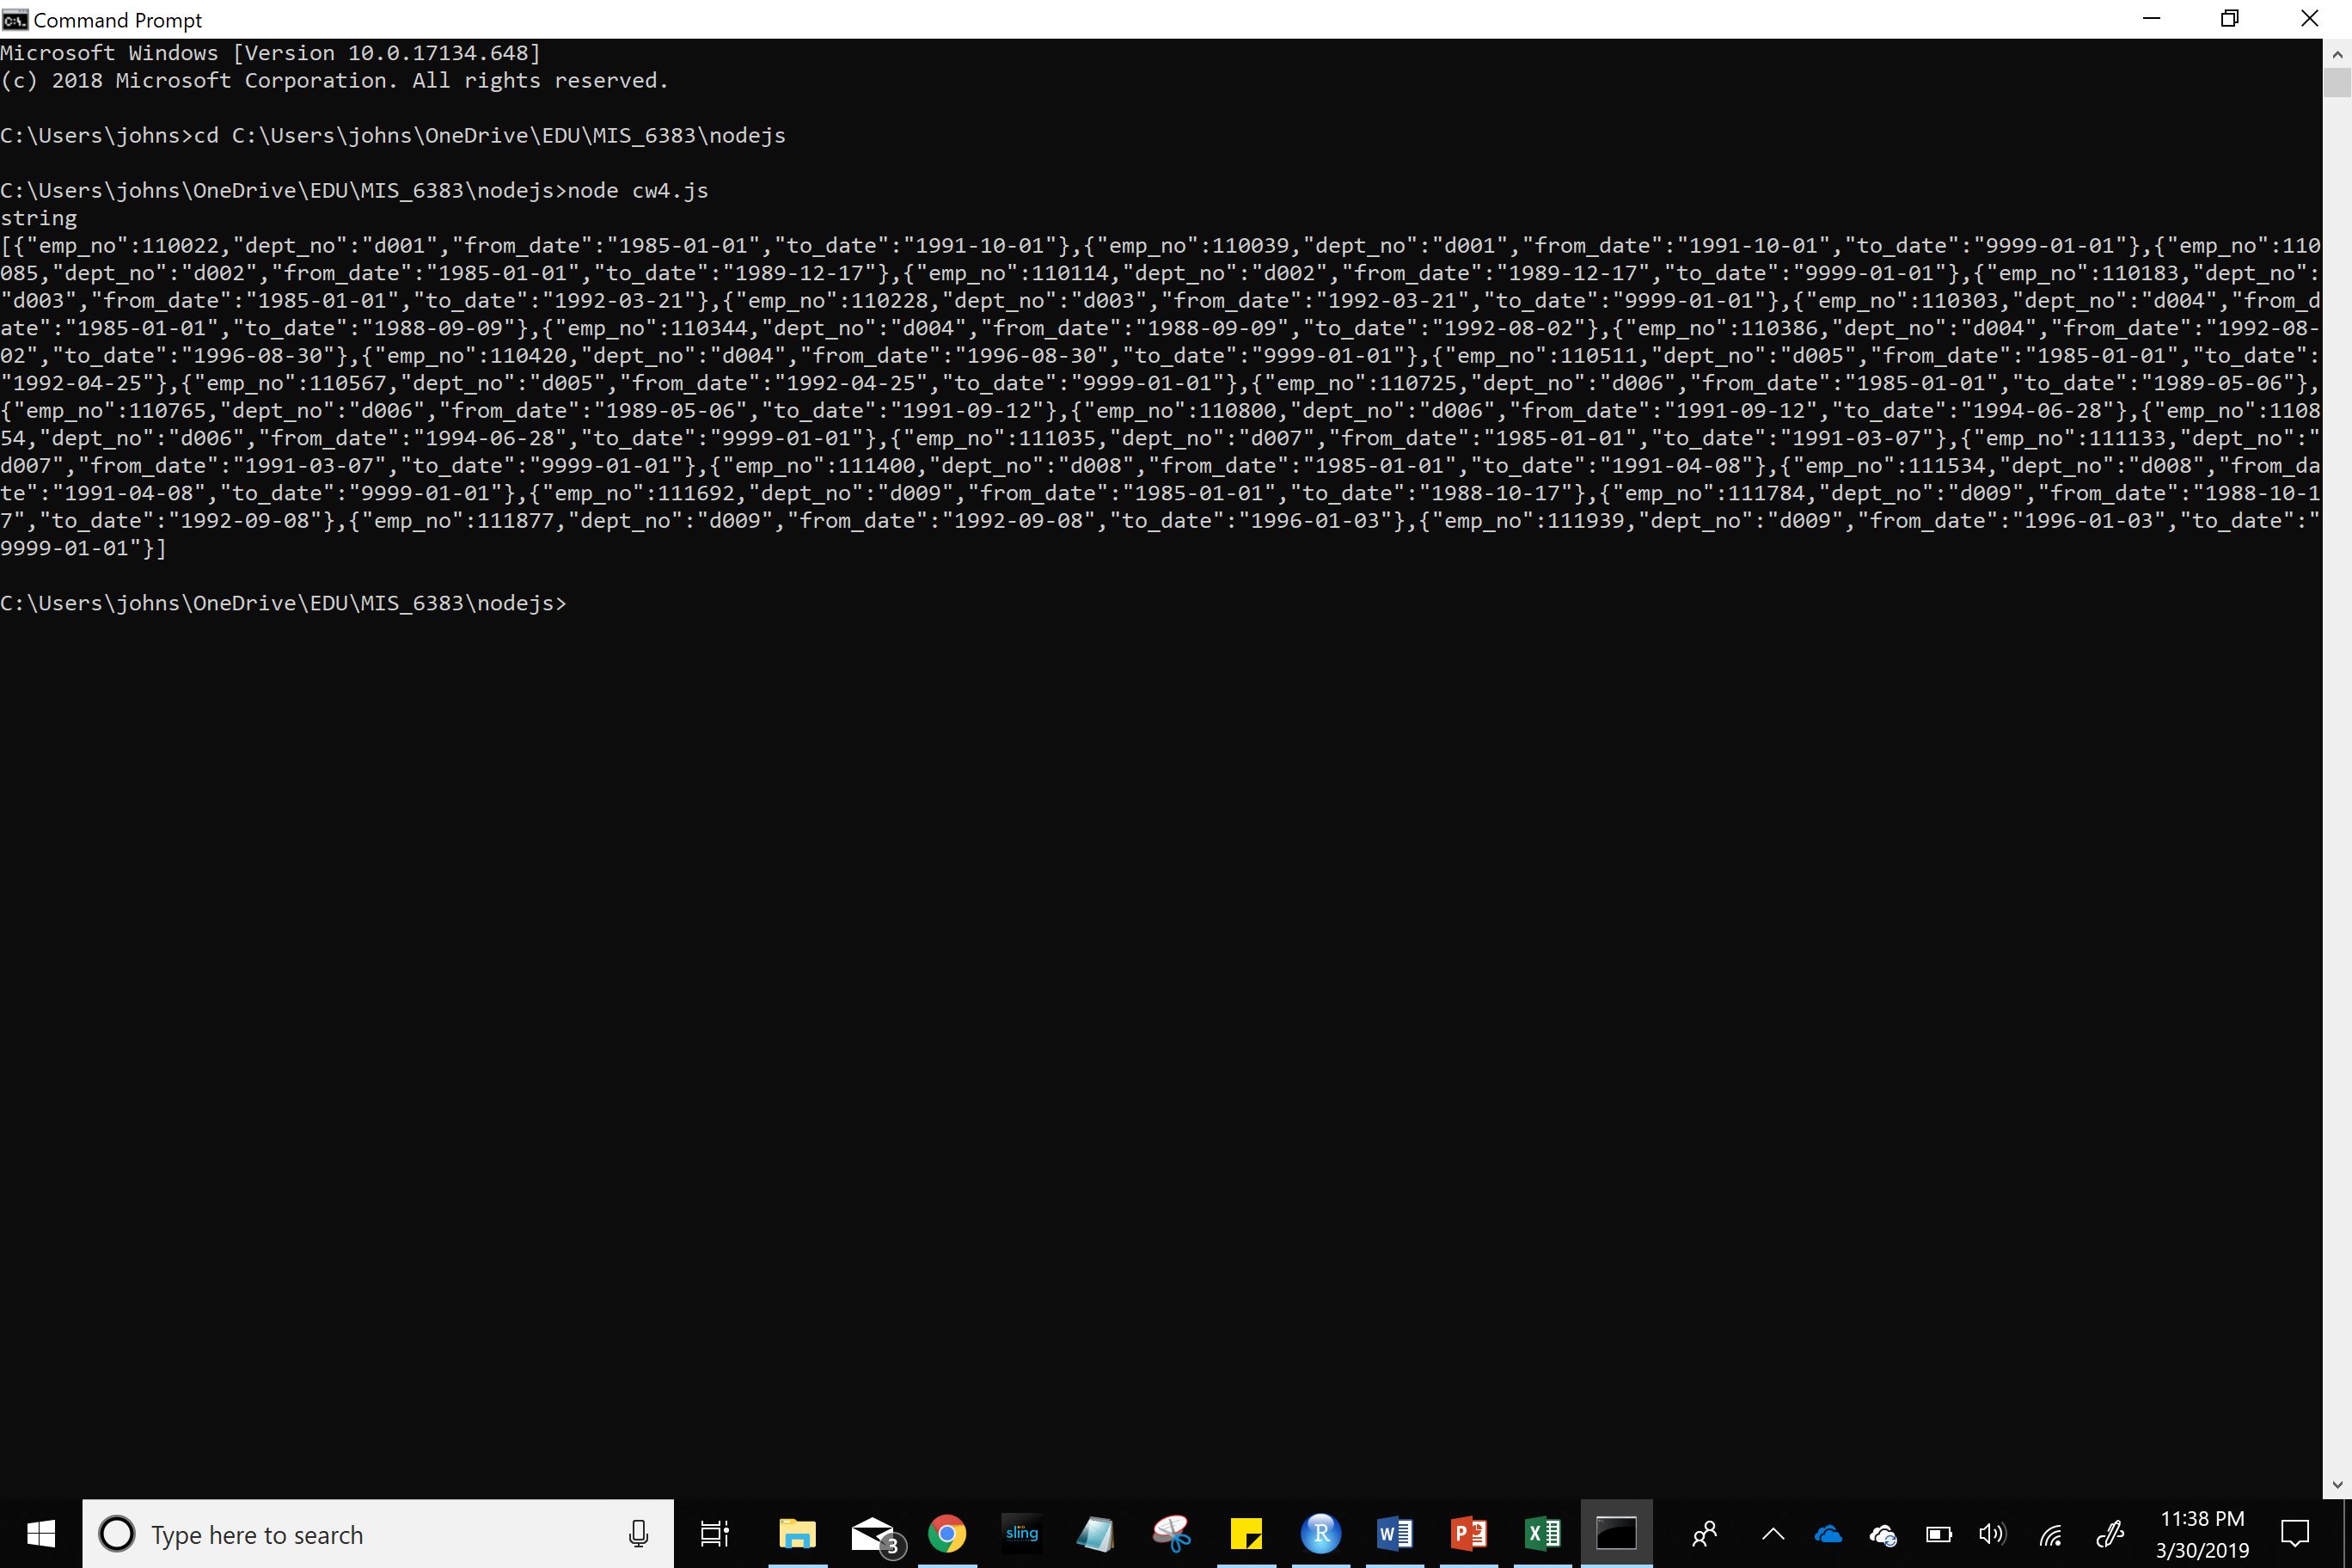 Command Prompt
Microsoft Windows [Version 10.0.17134.648]
(c) 2018 Microsoft Corporation. All rights reserved.
C:\Users\johns>cd C:\Users\johns\OneDrive\EDU\MIS_6383\nodejs
C:\Users\johns\OneDrive\EDU\MIS_6383\nodejs>node cw4.js
string
[{"emp_no":110022,"dept_no":"d001","from_date":"1985-01-01","to_date":"1991-10-01"},{"emp_no":110039,"dept_no":"d001","from_date":"1991-10-01","to_date":"9999-01-01"},{"emp_no":110
085,"dept_no":"d002","from_date":"1985-01-01","to_date":"1989-12-17"},{"emp_no":110114,"dept_no":"d002","from_date":"1989-12-17","to_date":"9999-01-01"},{"emp_no":110183,"dept_no":
"d003","from_date":"1985-01-01","to_date":"1992-03-21"},{"emp_no":110228,"dept_no":"d003","from_date":"1992-03-21","to_date":"9999-01-01"},{"emp_no":110303,"dept_no":"d004","from_d
ate":"1985-01-01","to_date":"1988-09-09"},{"emp_no":110344,"dept_no":"d004","from_date":"1988-09-09","to_date":"1992-08-02"},{"emp_no":110386,"dept_no":"d004","from_date":"1992-08-
02","to_date":"1996-08-30"},{"emp_no":110420,"dept_no":"d004","from_date":"1996-08-30","to_date":"9999-01-01"},{"emp_no":110511,"dept_no":"d005","from_date":"1985-01-01","to_date":
"1992-04-25"},{"emp_no":110567,"dept_no":"d005","from_date":"1992-04-25","to_date":"9999-01-01"},{"emp_no":110725,"dept_no":"d006","from_date":"1985-01-01","to_date":"1989-05-06"},
{"emp_no":110765,"dept_no":"d006","from_date":"1989-05-06","to_date":"1991-09-12"},{"emp_no":110800,"dept_no":"d006","from_date":"1991-09-12","to_date":"1994-06-28"},{"emp_no":1108
54,"dept_no":"d006","from_date":"1994-06-28","to_date":"9999-01-01"},{"emp_no":111035,"dept_no":"d007","from_date":"1985-01-01","to_date":"1991-03-07"},{"emp_no":111133,"dept_no":"
d007","from_date":"1991-03-07","to_date":"9999-01-01"},{"emp_no":111400,"dept_no":"d008","from_date":"1985-01-01","to_date":"1991-04-08"},{"emp_no":111534,"dept_no":"d008","from_da
te":"1991-04-08","to_date":"9999-01-01"},{"emp_no":111692,"dept_no":"d009","from_date":"1985-01-01","to_date":"1988-10-17"},{"emp_no":111784,"dept_no":"d009","from_date":"1988-10-1
7","to_date":"1992-09-08"},{"emp_no":111877,"dept_no":"d009","from_date":"1992-09-08","to_date":"1996-01-03"},{"emp_no":111939,"dept_no":"d009","from_date":"1996-01-03","to_date":"
9999-01-01"}]
C:\Users\johns\OneDrive\EDU\MIS_6383\nodejs>
Type here to search
3
sling
R
W
P
X
11:38 PM
3/30/2019